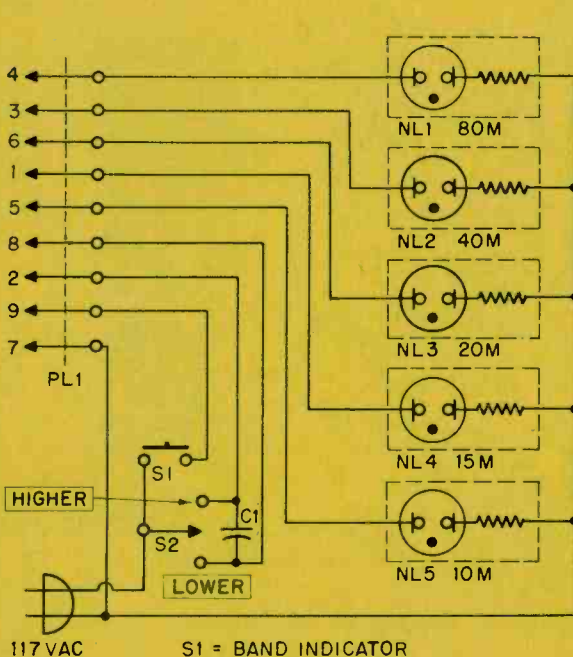 4
NL1 80M
3
6
1
NL2 40M
5
8
2
NL3 20M
9
7
PL1
S1
NL4 15M
HIGHER
C1
S2
LOWER
NL5 10M
117 VAC
S1 = BAND INDICATOR